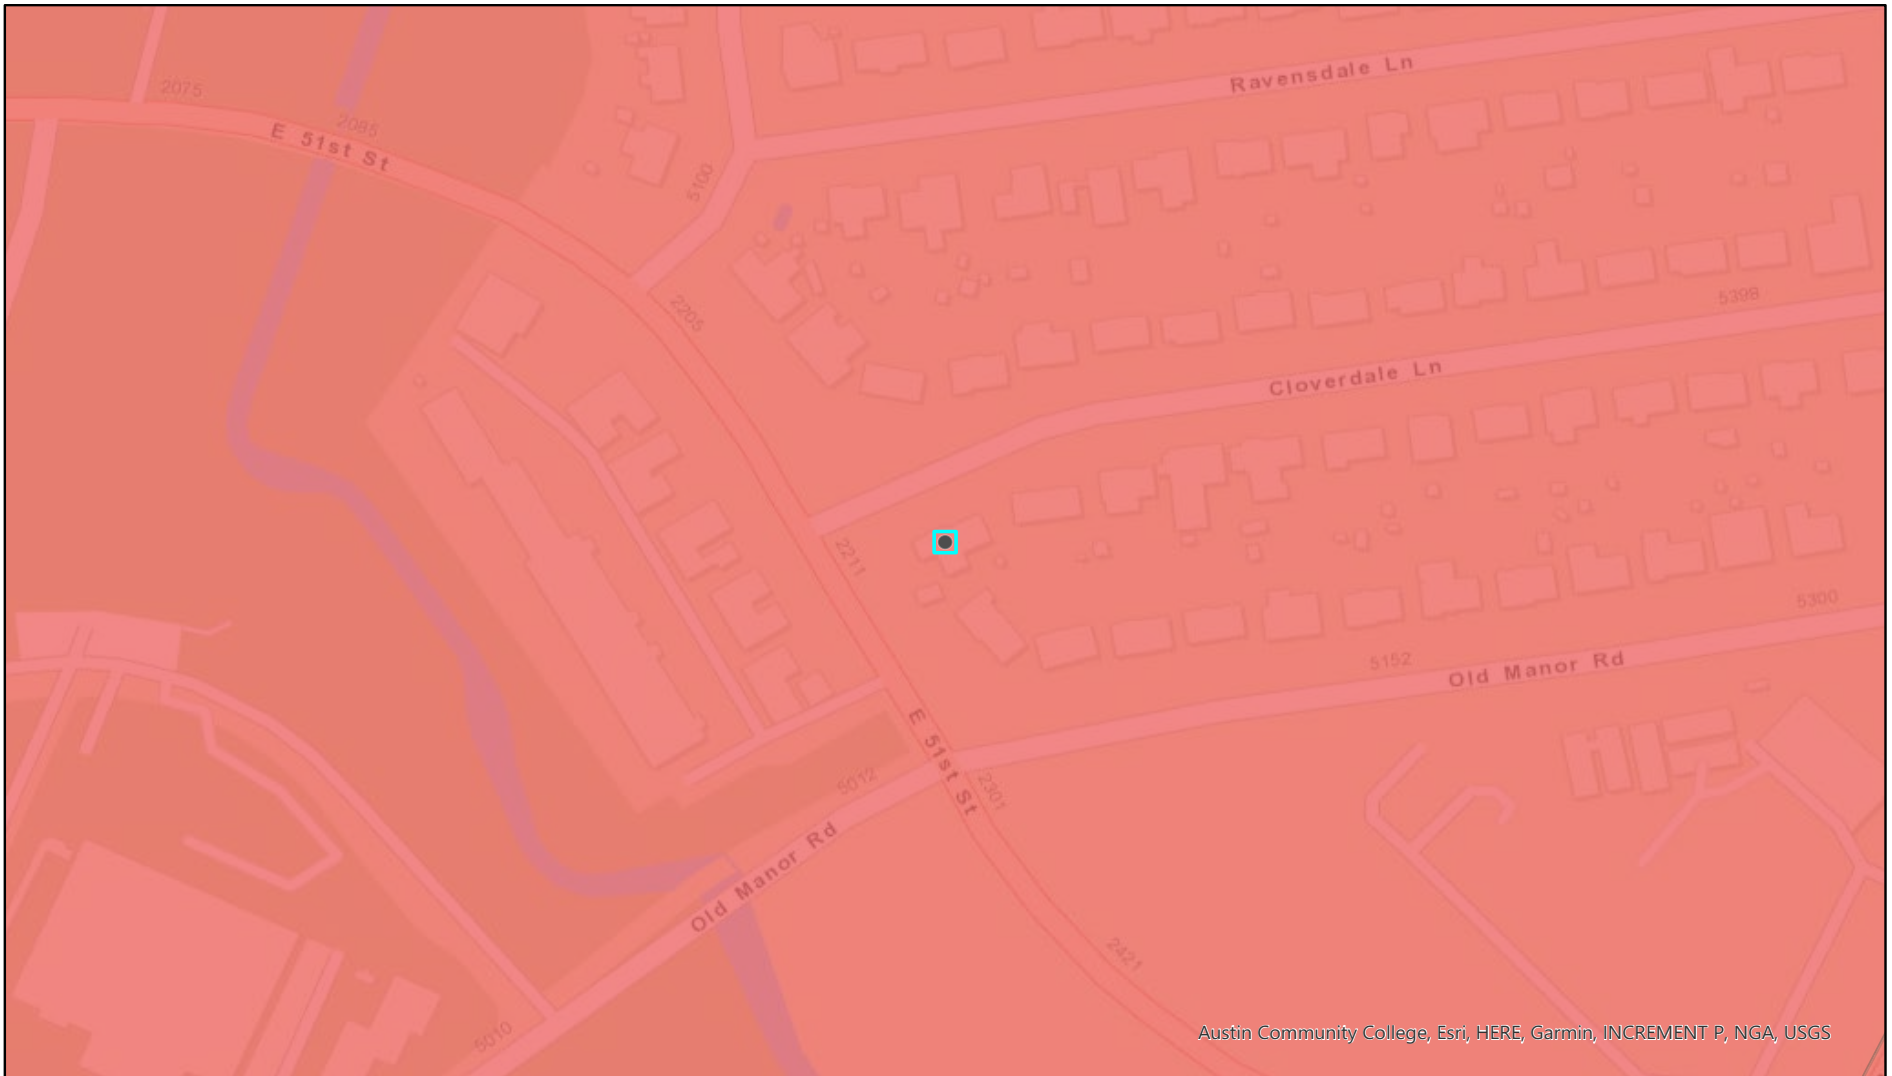 Ravensdale Ln
2075
2085
E 51st St
5100
2205
5398
Cloverdale Ln
2211
5300
5152
Old Manor Rd
E 51st St
2301
5012
Old Manor Rd
2421
5010
Austin Community College, Esri, HERE, Garmin, INCREMENT P, NGA, USGS